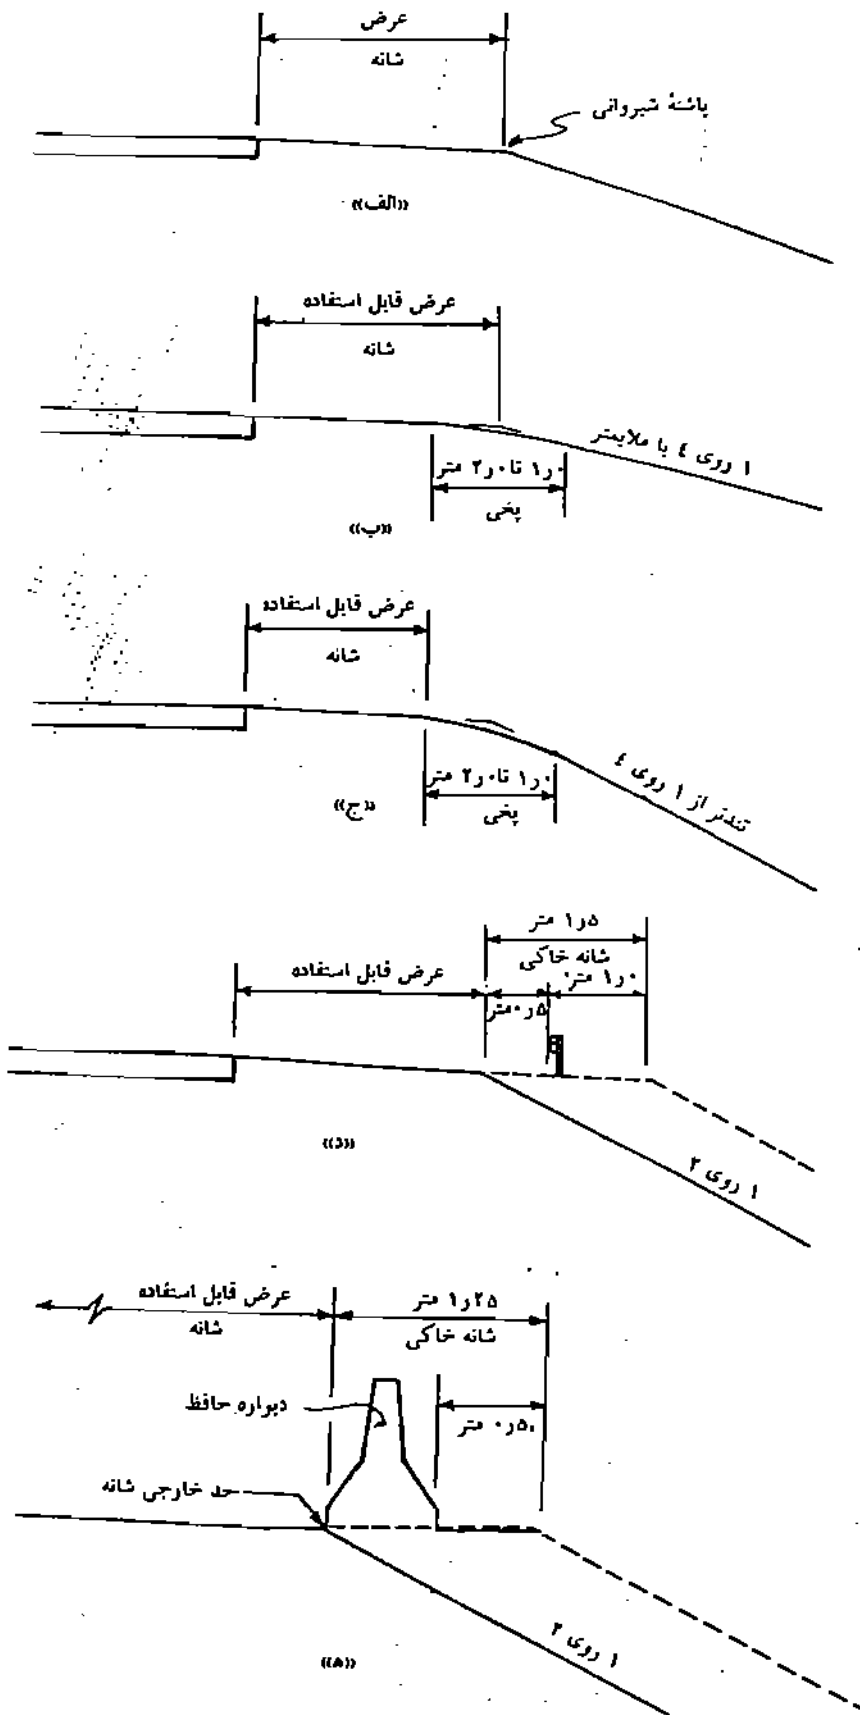 عرض
شانه
پاشنهٔ شیروانی
«الف»
عرض قابل استفاده
شانه
۱ روی ٤ یا ملایمتر
۱٫۰ تا ۲٫۰ متر
پخی
«ب»
عرض قابل استفاده
شانه
۱٫۰ تا ۲٫۰ متر
پخی
تندتر از ۱ روی ٤
«ج»
۱٫۵ متر
شانه خاکی
عرض قابل استفاده
۰٫۵ متر
۱٫۰ متر
«د»
۱ روی ۲
عرض قابل استفاده
شانه
۱٫۲۵ متر
شانه خاکی
دیواره حافظ
۰٫۵۰ متر
حد خارجی شانه
۱ روی ۲
«ه»